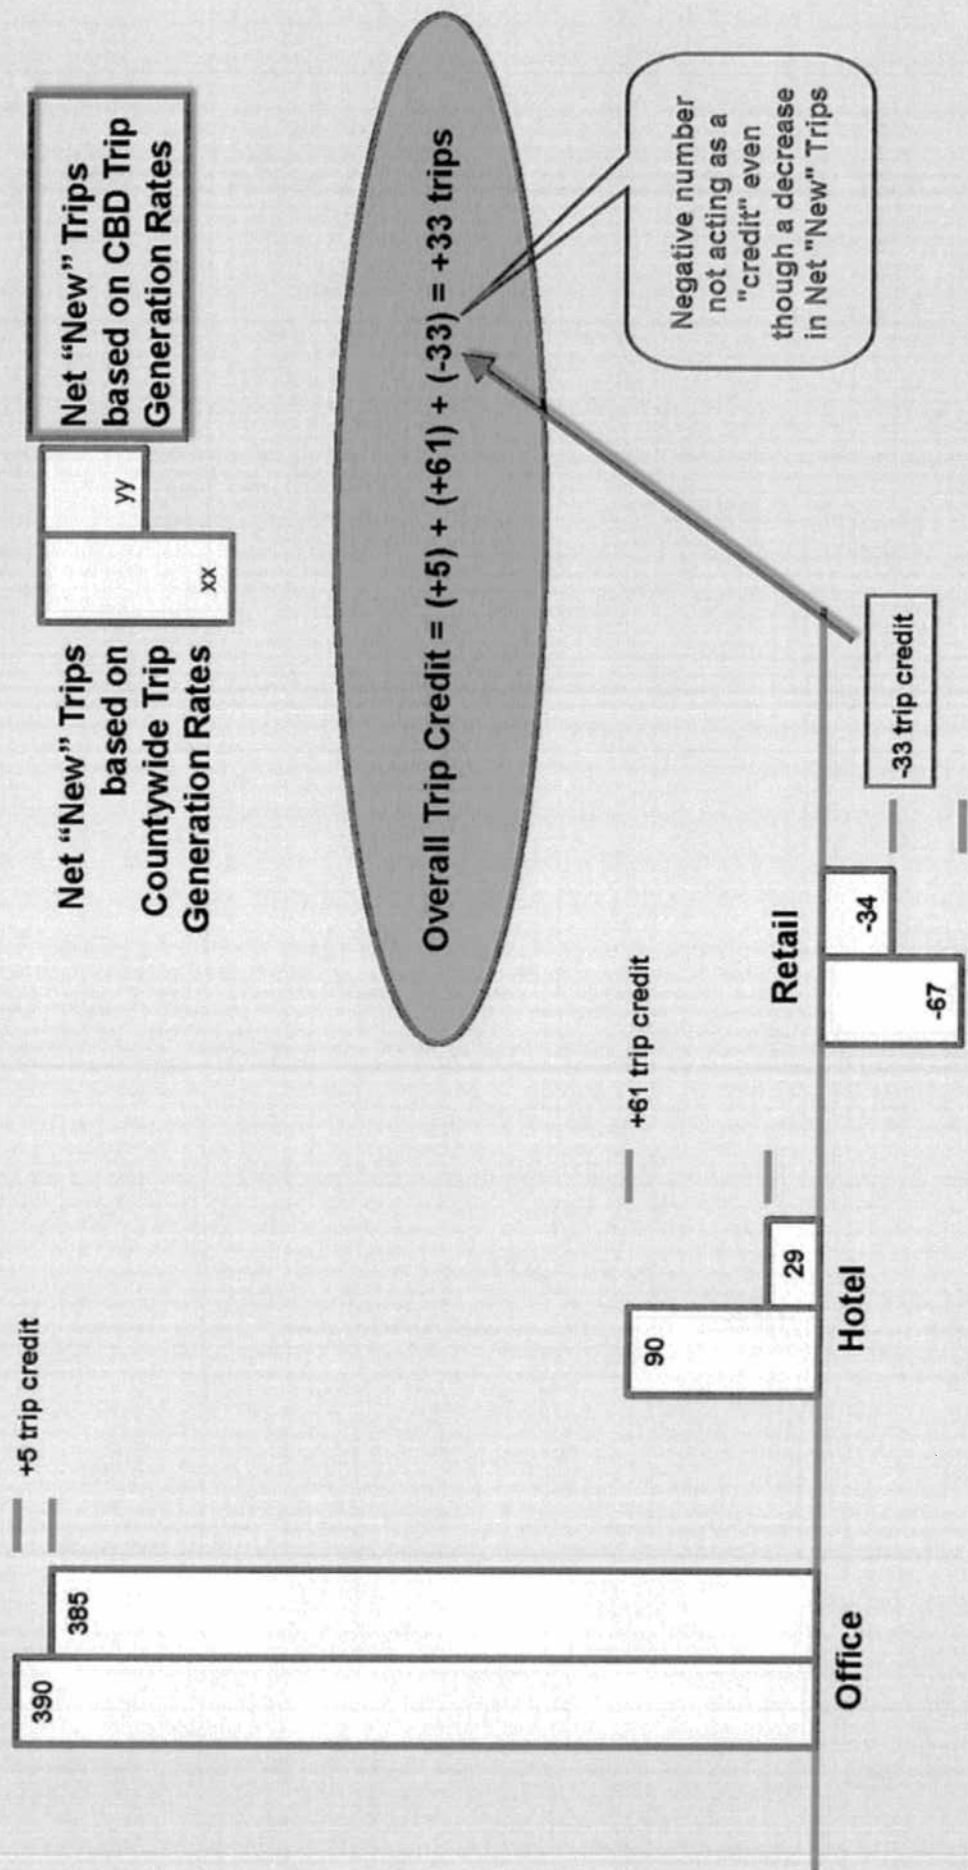 Net “New” Trips
based on
Countywide Trip
Generation Rates
xx
yy
Net “New” Trips
based on CBD Trip
Generation Rates
Overall Trip Credit = (+5) + (+61) + (-33) = +33 trips
Negative number
not acting as a
"credit" even
though a decrease
in Net "New" Trips
390
385
+5 trip credit
Office
90
29
+61 trip credit
Hotel
Retail
-67
-34
-33 trip credit